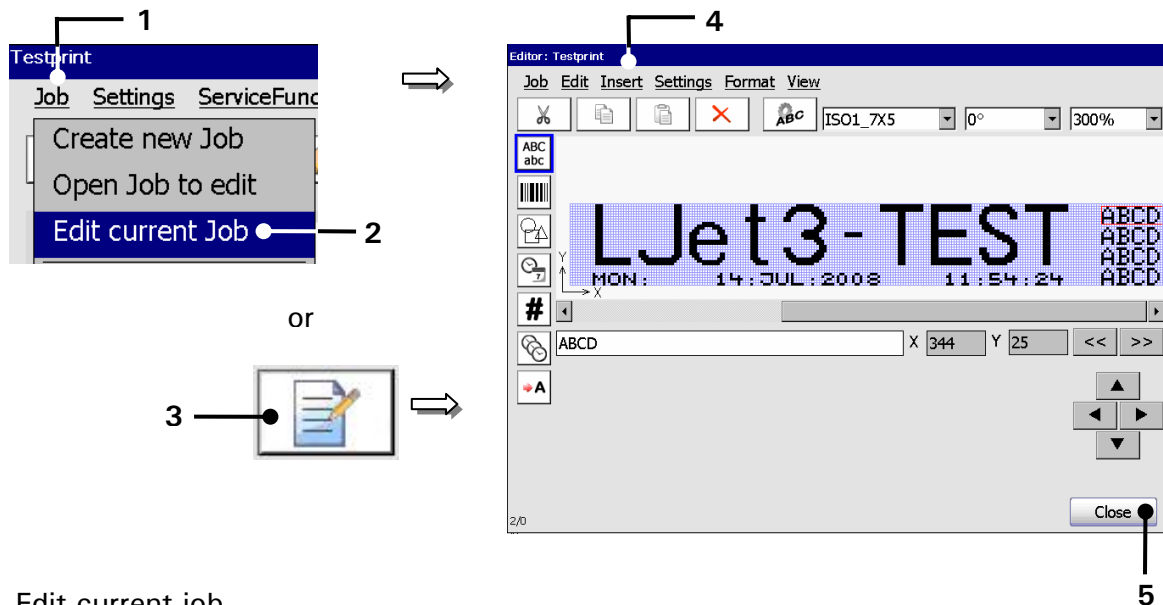 1
Testprint
Job Settings ServiceFunc
Create new Job
Open Job to edit
Edit current Job
2
or
3
4
Editor: Testprint
Job Edit Insert Settings Format View
ABC ISO1_7X5 0° 300%
ABC
abc
LJet3-TEST
ABCD
ABCD
ABCD
ABCD
Y
X
MON: 14:JUL:2008 11:54:24
7
#
ABCD X 344 Y 25 << >>
A
Close
2/0
5
Edit current job